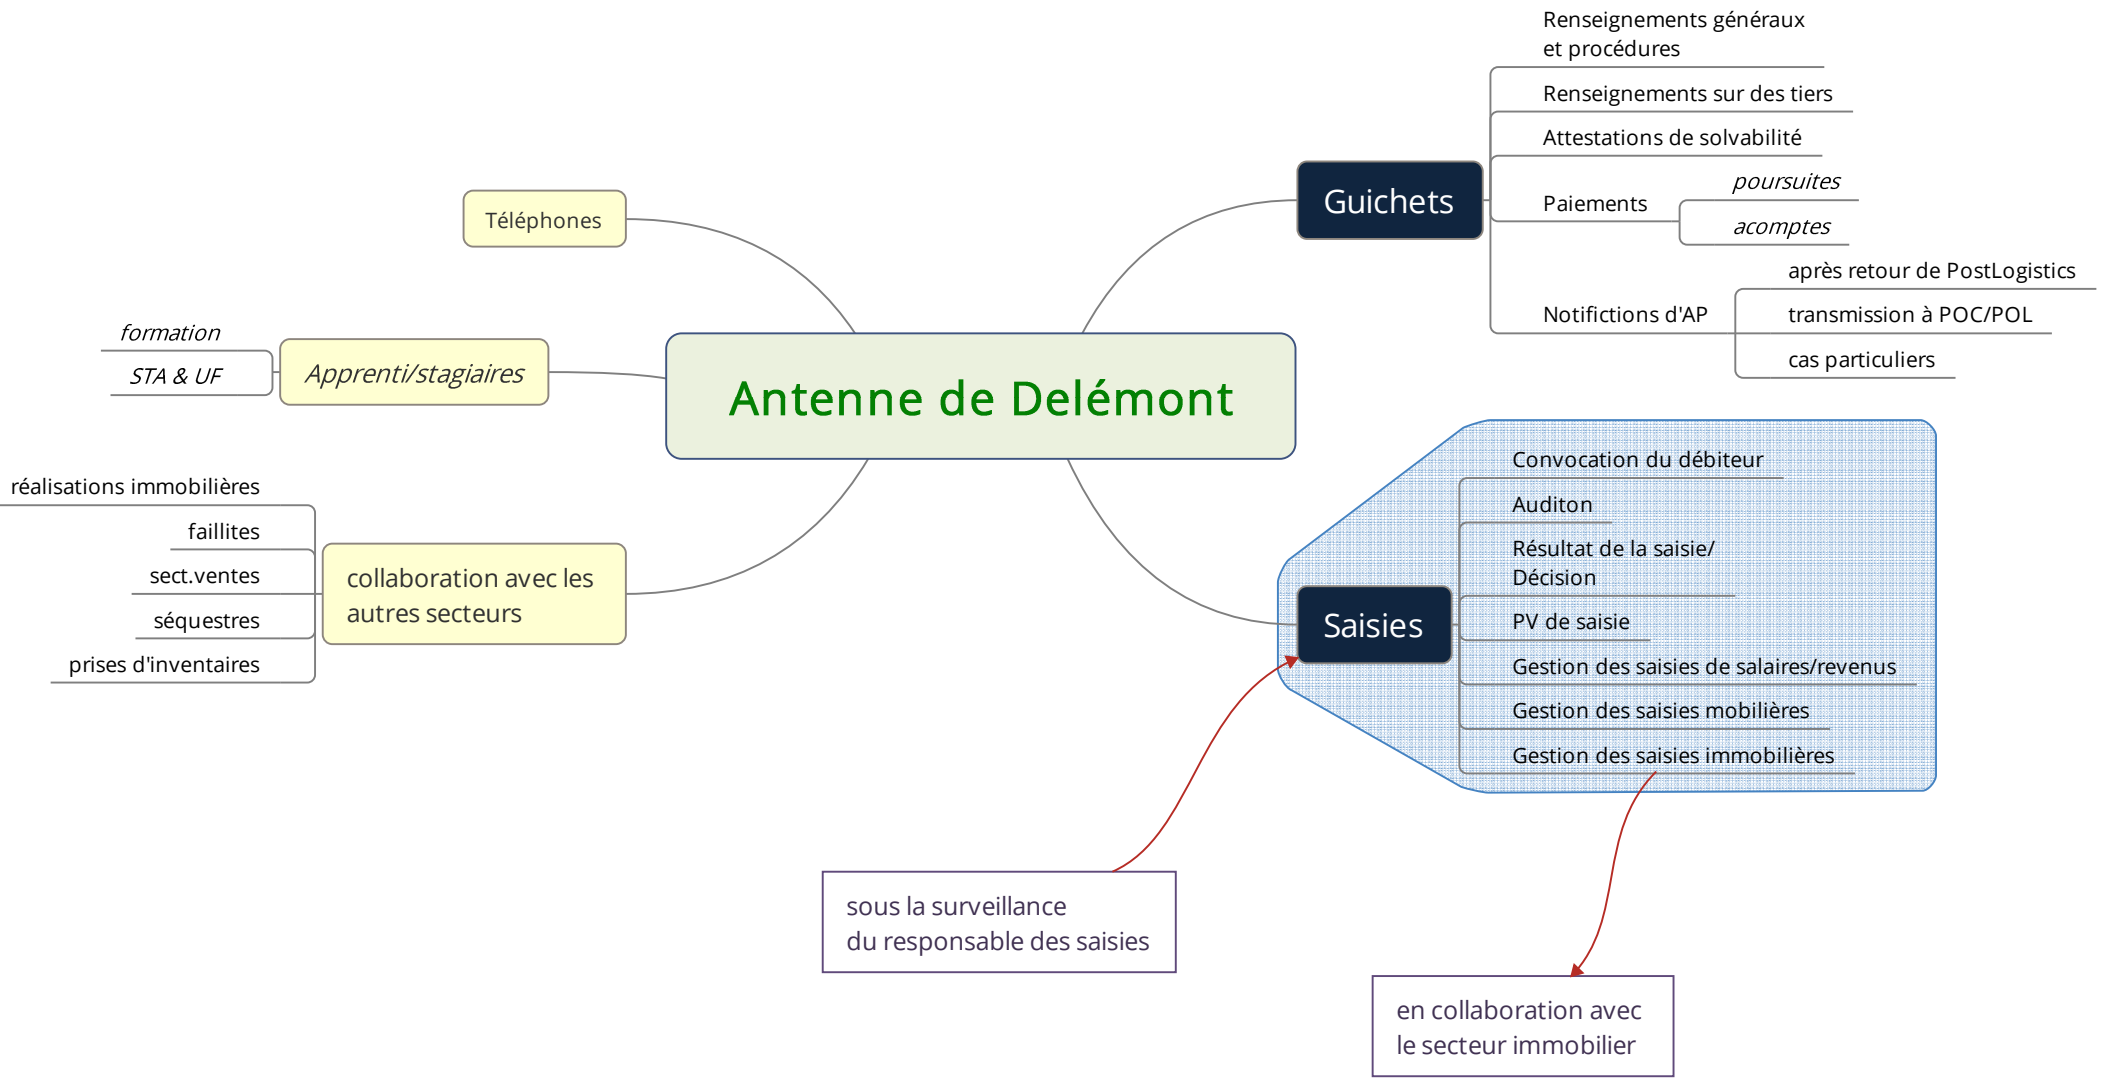 Antenne de Delémont
Guichets
Renseignements généraux
et procédures
Renseignements sur des tiers
Attestations de solvabilité
Paiements
poursuites
acomptes
Notifictions d'AP
après retour de PostLogistics
transmission à POC/POL
cas particuliers
Saisies
Convocation du débiteur
Auditon
Résultat de la saisie/
Décision
PV de saisie
Gestion des saisies de salaires/revenus
Gestion des saisies mobilières
Gestion des saisies immobilières
sous la surveillance
du responsable des saisies
en collaboration avec
le secteur immobilier
Téléphones
Apprenti/stagiaires
formation
STA & UF
collaboration avec les
autres secteurs
réalisations immobilières
faillites
sect.ventes
séquestres
prises d'inventaires